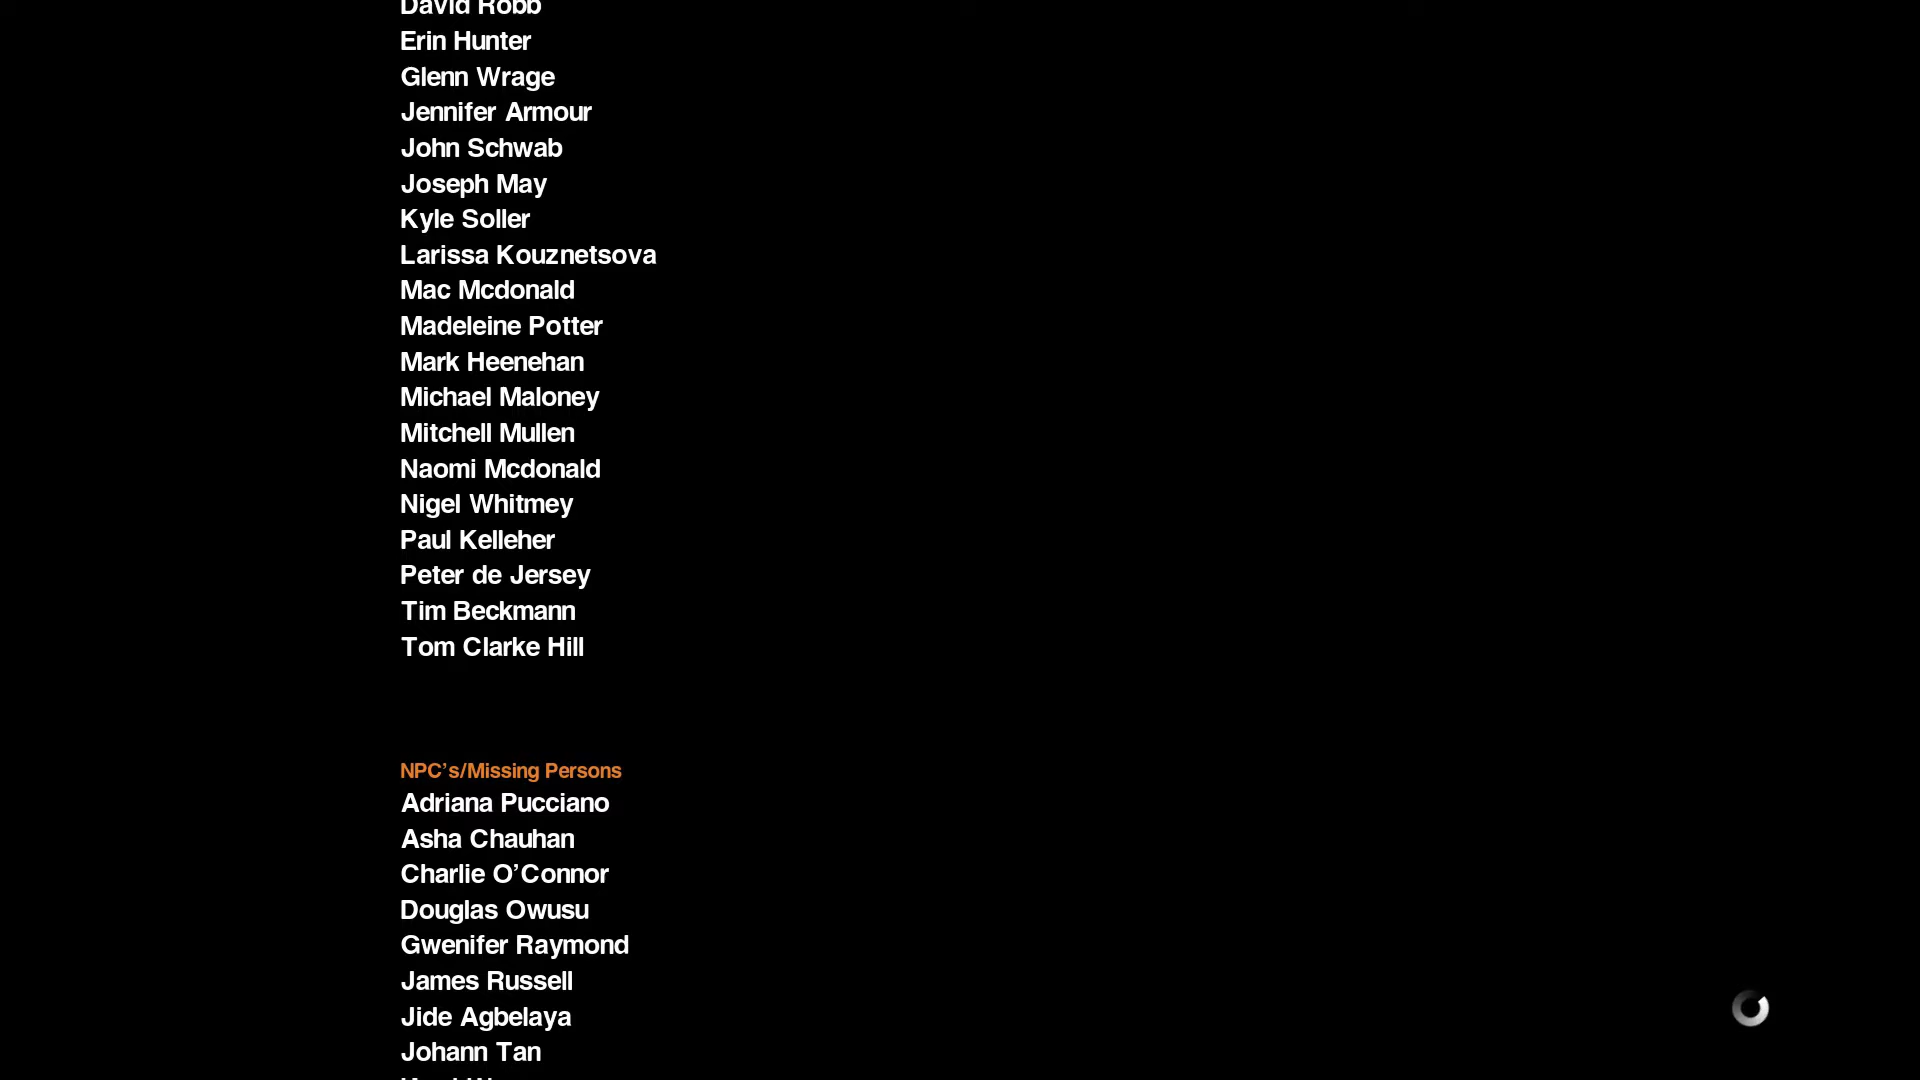 David Robb
Erin Hunter
Glenn Wrage
Jennifer Armour
John Schwab
Joseph May
Kyle Soller
Larissa Kouznetsova
Mac Mcdonald
Madeleine Potter
Mark Heenehan
Michael Maloney
Mitchell Mullen
Naomi Mcdonald
Nigel Whitmey
Paul Kelleher
Peter de Jersey
Tim Beckmann
Tom Clarke Hill
NPC’s/Missing Persons
Adriana Pucciano
Asha Chauhan
Charlie O’Connor
Douglas Owusu
Gwenifer Raymond
James Russell
Jide Agbelaya
Johann Tan